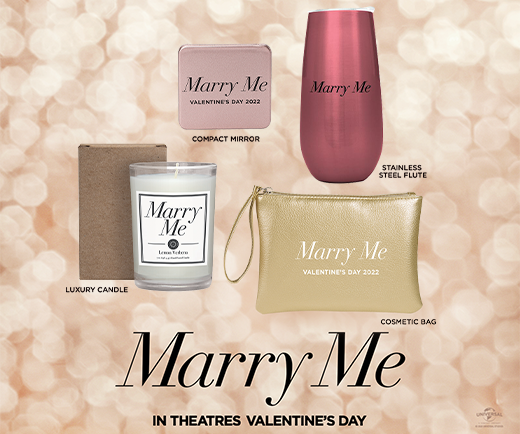 Marry Me
VALENTINE'S DAY 2022
COMPACT MIRROR
Marry Me
STAINLESS
STEEL FLUTE
Marry
Me
LUXURY CANDLE
Marry Me
VALENTINE'S DAY 2022
COSMETIC BAG
Marry Me
IN THEATRES VALENTINE'S DAY
UNIVERSAL